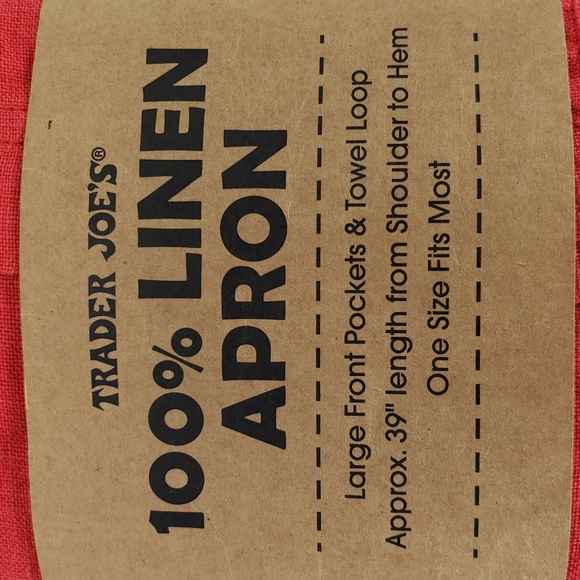 TRADER JOE'S®
100% LINEN
APRON
Large Front Pockets & Towel Loop
Approx. 39" length from Shoulder to Hem
One Size Fits Most